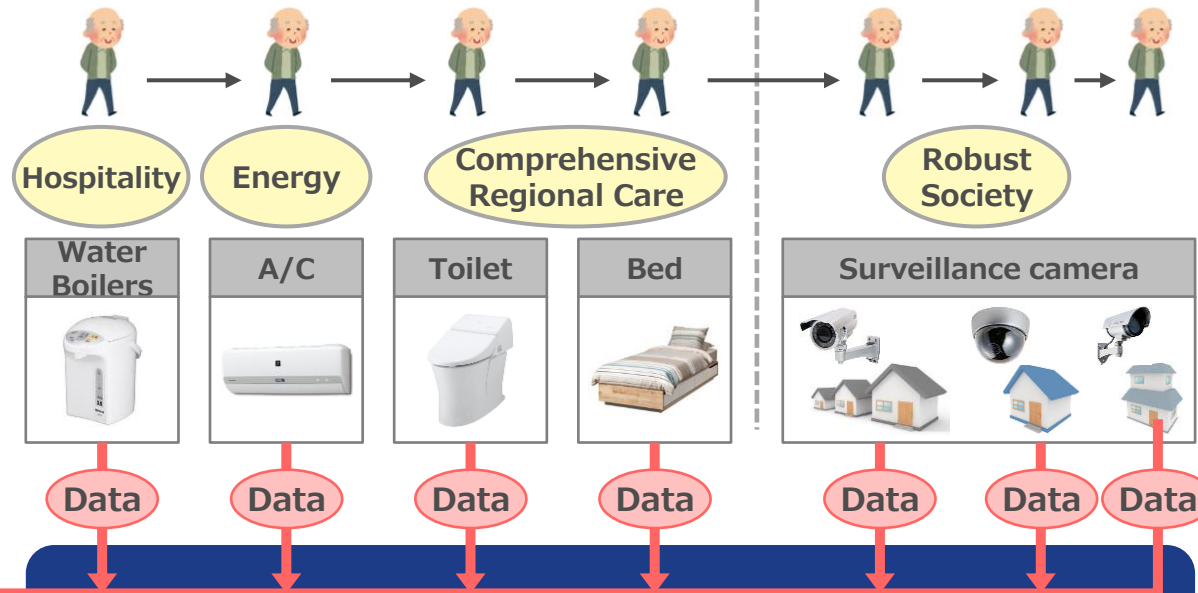 Hospitality
Energy
Comprehensive
Regional Care
Robust
Society
Water
Boilers
A/C
Toilet
Bed
Surveillance camera
Data
Data
Data
Data
Data
Data
Data